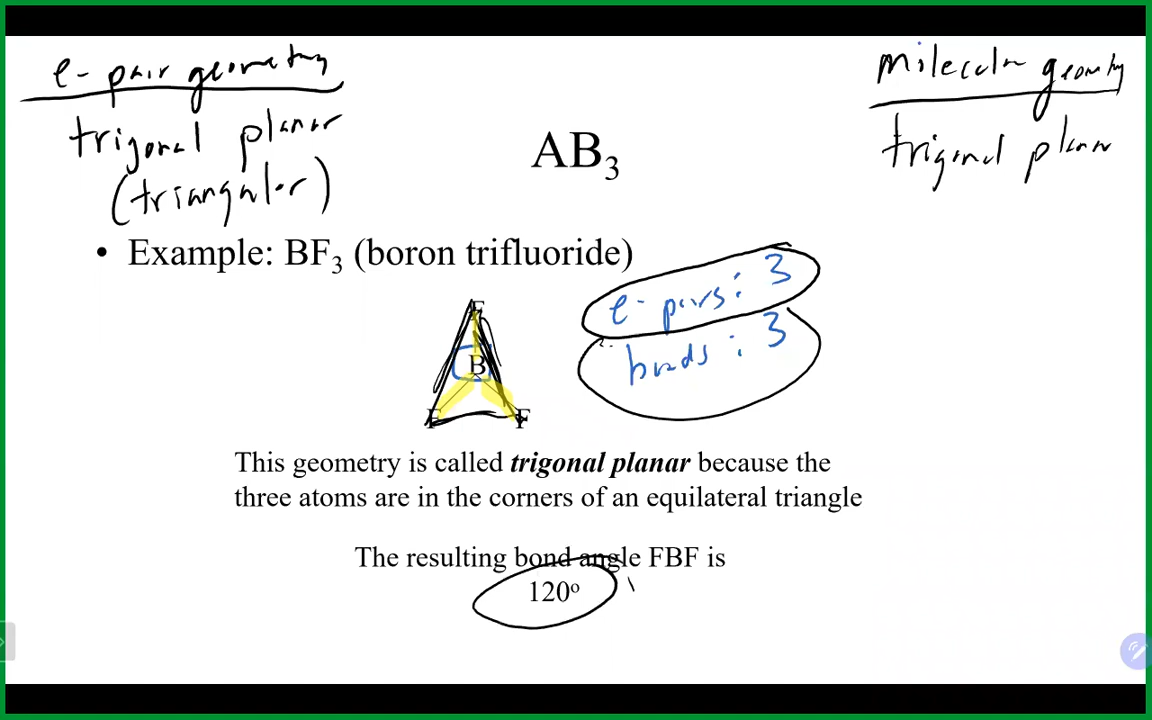 e- pair geometry
trigonal planar
(triangular)
molecular geometry
trigonal planar
AB3
• Example: BF3 (boron trifluoride)
e- pairs: 3
bonds: 3
F
B
F F
This geometry is called trigonal planar because the
three atoms are in the corners of an equilateral triangle
The resulting bond angle FBF is
120º